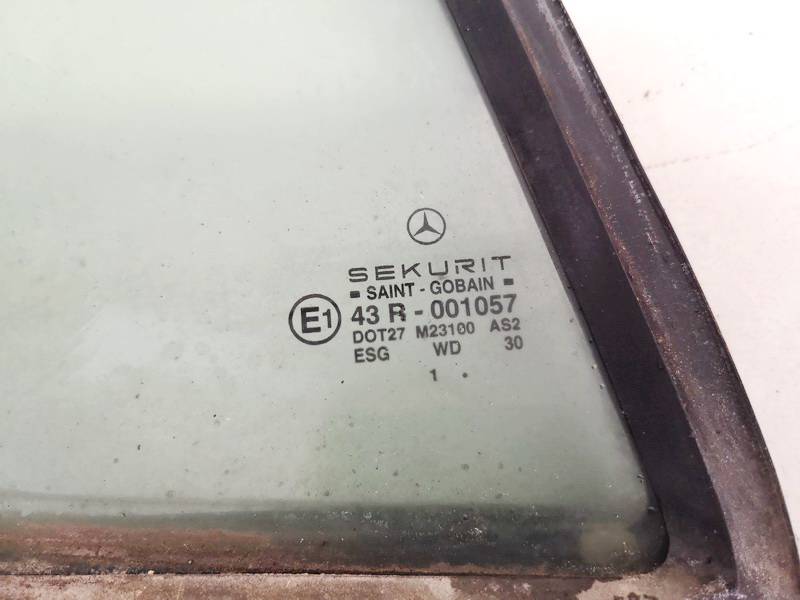 SEKURIT
SAINT - GOBAIN
E1 43 R - 001057
DOT27 M23100 AS2
ESG WD 30
1 .